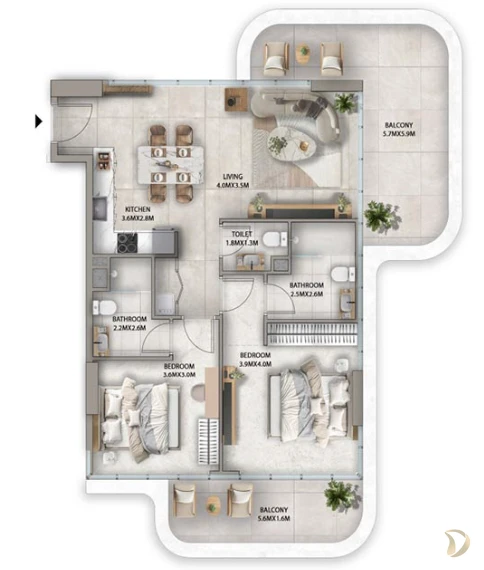 BALCONY
5.7MX5.9M
LIVING
4.0MX3.5M
KITCHEN
3.6MX2.8M
TOILET
1.8MX1.3M
BATHROOM
2.5MX2.6M
BATHROOM
2.2MX2.6M
BEDROOM
3.9MX4.0M
BEDROOM
3.6MX3.0M
BALCONY
5.6MX1.6M